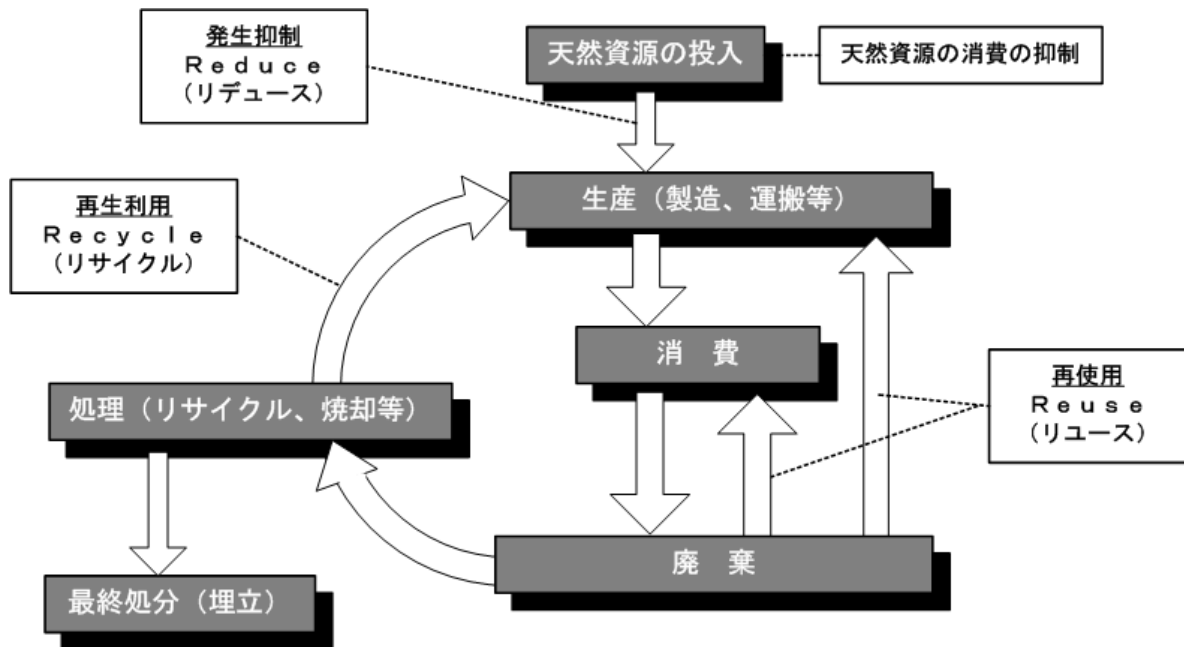 発生抑制
Ｒｅｄｕｃｅ
（リデュース）
天然資源の投入
天然資源の消費の抑制
生産（製造、運搬等）
再生利用
Ｒｅｃｙｃｌｅ
（リサイクル）
消　費
処理（リサイクル、焼却等）
再使用
Ｒｅｕｓｅ
（リユース）
廃　棄
最終処分（埋立）